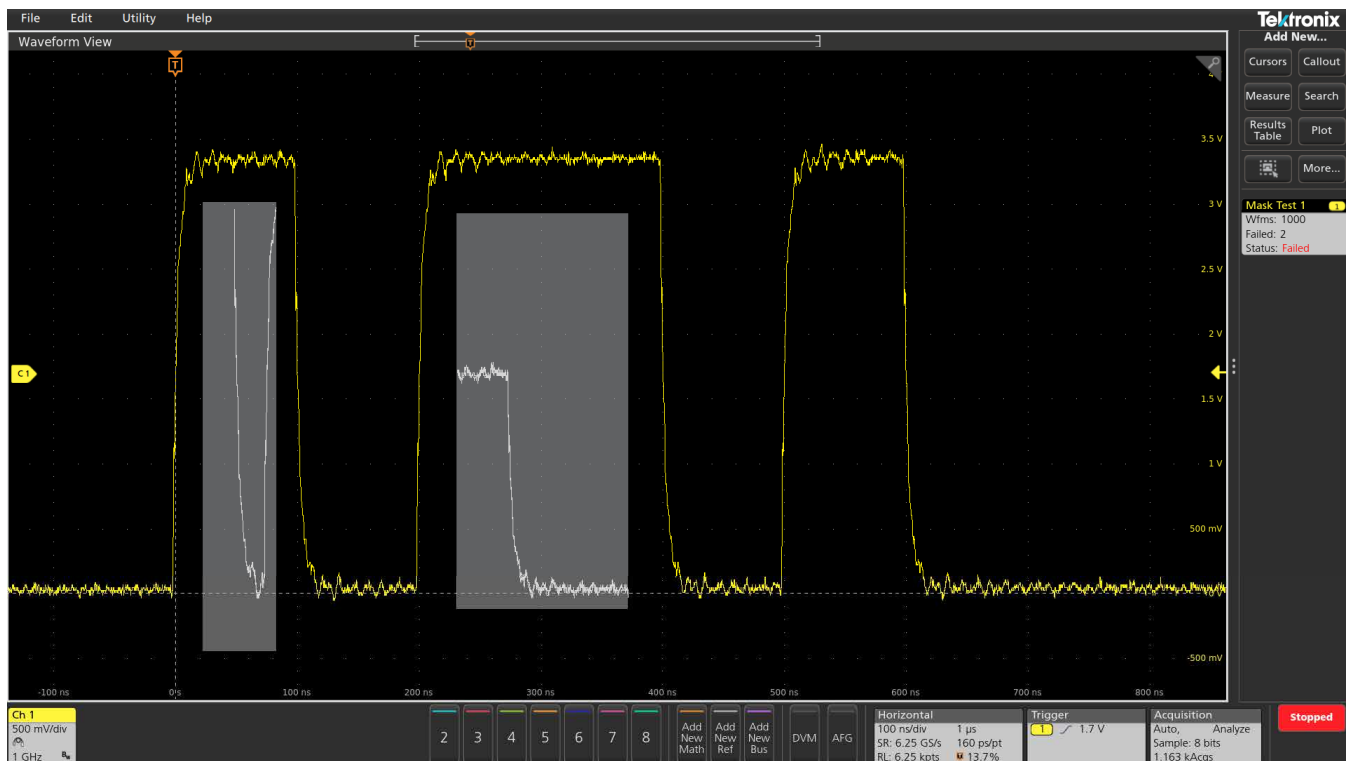 File Edit Utility Help
Tektronix
Waveform View
Add New...
T
T
Cursors Callout
Measure Search
Results Table Plot
More...
Mask Test 1 1
Wfms: 1000
Failed: 2
Status: Failed
3.5 V
3 V
2.5 V
2 V
C1
1.5 V
1 V
500 mV
-500 mV
-100 ns 0 s 100 ns 200 ns 300 ns 400 ns 500 ns 600 ns 700 ns 800 ns
Ch 1
500 mV/div
1 GHz
2 3 4 5 6 7 8
Add New Math
Add New Ref
Add New Bus
DVM AFG
Horizontal
100 ns/div 1 µs
SR: 6.25 GS/s 160 ps/pt
RL: 6.25 kpts 13.7%
Trigger
1 1.7 V
Acquisition
Auto, Analyze
Sample: 8 bits
1.163 kAcqs
Stopped